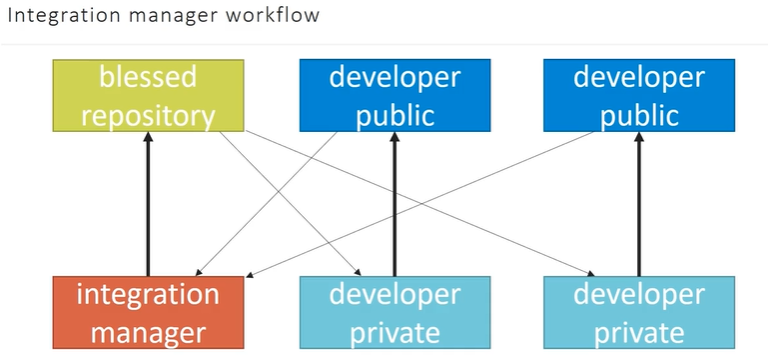 Integration manager workflow
blessed
repository
developer
public
developer
public
integration
manager
developer
private
developer
private